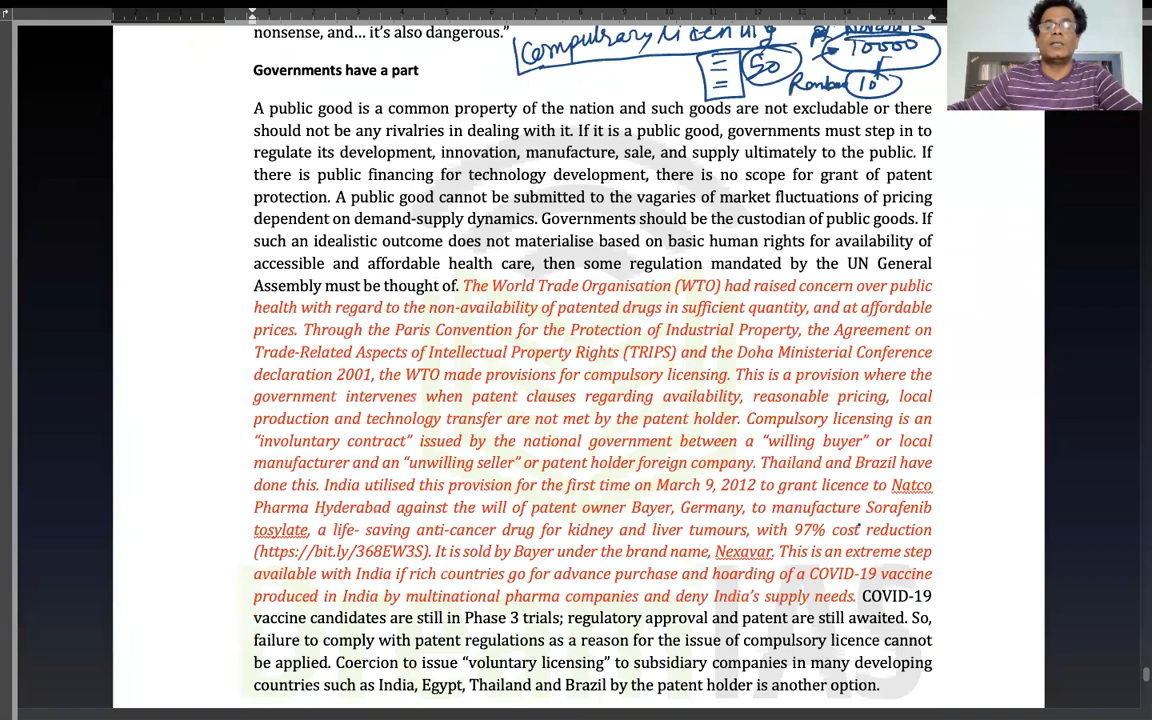 nonsense, and… it's also dangerous.”
Compulsary licening
10000
50
10
Governments have a part
A public good is a common property of the nation and such goods are not excludable or there
should not be any rivalries in dealing with it. If it is a public good, governments must step in to
regulate its development, innovation, manufacture, sale, and supply ultimately to the public. If
there is public financing for technology development, there is no scope for grant of patent
protection. A public good cannot be submitted to the vagaries of market fluctuations of pricing
dependent on demand-supply dynamics. Governments should be the custodian of public goods. If
such an idealistic outcome does not materialise based on basic human rights for availability of
accessible and affordable health care, then some regulation mandated by the UN General
Assembly must be thought of. The World Trade Organisation (WTO) had raised concern over public
health with regard to the non-availability of patented drugs in sufficient quantity, and at affordable
prices. Through the Paris Convention for the Protection of Industrial Property, the Agreement on
Trade-Related Aspects of Intellectual Property Rights (TRIPS) and the Doha Ministerial Conference
declaration 2001, the WTO made provisions for compulsory licensing. This is a provision where the
government intervenes when patent clauses regarding availability, reasonable pricing, local
production and technology transfer are not met by the patent holder. Compulsory licensing is an
“involuntary contract” issued by the national government between a “willing buyer” or local
manufacturer and an “unwilling seller” or patent holder foreign company. Thailand and Brazil have
done this. India utilised this provision for the first time on March 9, 2012 to grant licence to Natco
Pharma Hyderabad against the will of patent owner Bayer, Germany, to manufacture Sorafenib
tosylate, a life- saving anti-cancer drug for kidney and liver tumours, with 97% cost reduction
(https://bit.ly/368EW3S). It is sold by Bayer under the brand name, Nexavar. This is an extreme step
available with India if rich countries go for advance purchase and hoarding of a COVID-19 vaccine
produced in India by multinational pharma companies and deny India's supply needs. COVID-19
vaccine candidates are still in Phase 3 trials; regulatory approval and patent are still awaited. So,
failure to comply with patent regulations as a reason for the issue of compulsory licence cannot
be applied. Coercion to issue “voluntary licensing” to subsidiary companies in many developing
countries such as India, Egypt, Thailand and Brazil by the patent holder is another option.
IAS